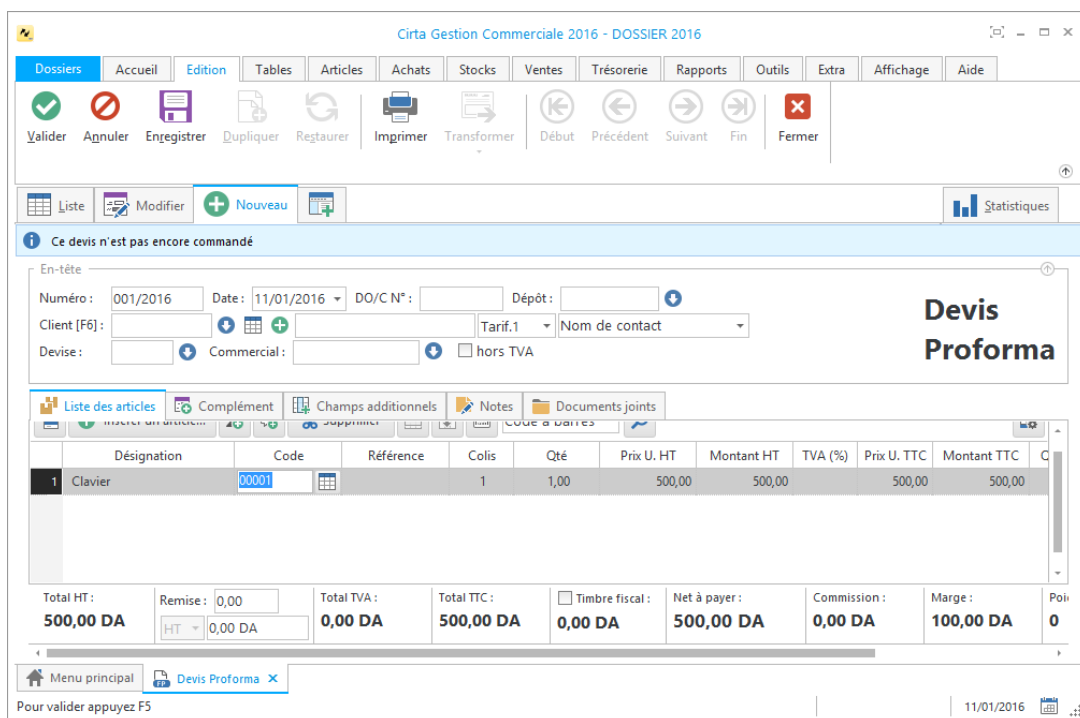 Cirta Gestion Commerciale 2016 - DOSSIER 2016
Dossiers Accueil Edition Tables Articles Achats Stocks Ventes Trésorerie Rapports Outils Extra Affichage Aide
Valider Annuler Enregistrer Dupliquer Restaurer Imprimer Transformer Début Précédent Suivant Fin Fermer
Liste Modifier Nouveau Statistiques
Ce devis n'est pas encore commandé
En-tête
Numéro : 001/2016 Date : 11/01/2016 DO/C N° : Dépôt :
Client [F6] : Tarif.1 Nom de contact
Devise : Commercial : hors TVA
Devis
Proforma
Liste des articles Complément Champs additionnels Notes Documents joints
Insérer un article... Supprimer Code à barres
Désignation Code Référence Colis Qté Prix U. HT Montant HT TVA (%) Prix U. TTC Montant TTC
1 Clavier 00001 1 1,00 500,00 500,00 500,00 500,00
Total HT : Remise : 0,00 Total TVA : Total TTC : Timbre fiscal : Net à payer : Commission : Marge : Poi
500,00 DA HT 0,00 DA 0,00 DA 500,00 DA 0,00 DA 500,00 DA 0,00 DA 100,00 DA 0
Menu principal FP Devis Proforma
Pour valider appuyez F5 11/01/2016